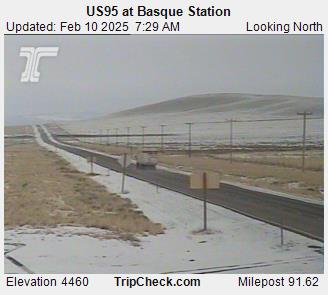 US95 at Basque Station
Updated: Feb 10 2025 7:29 AM Looking North
Elevation 4460 TripCheck.com Milepost 91.62